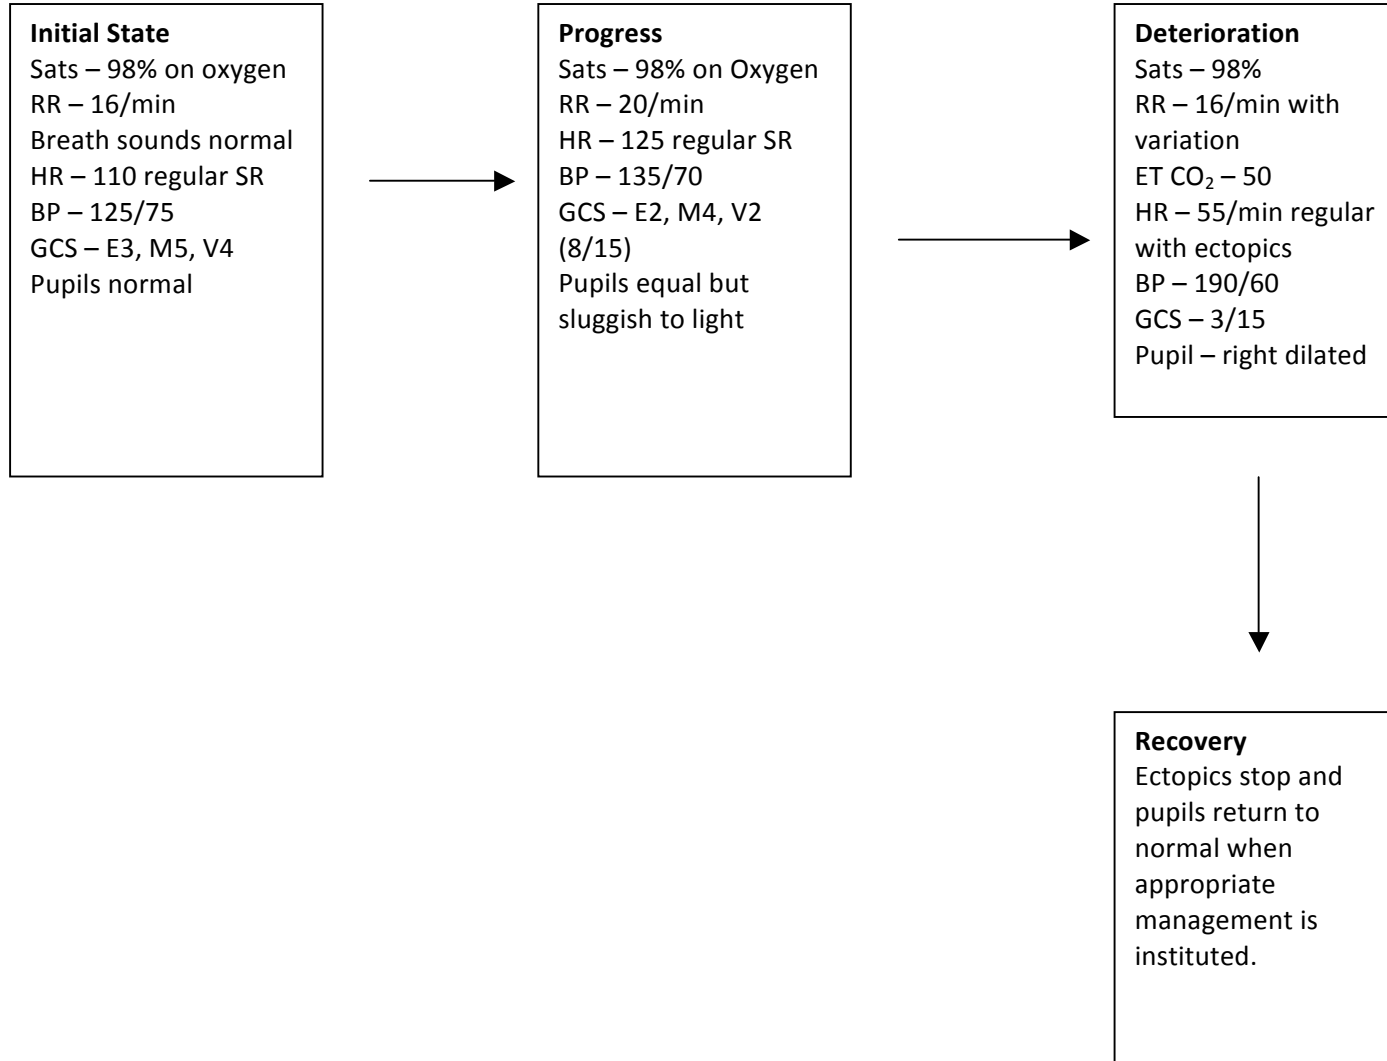 Initial State
Sats – 98% on oxygen
RR – 16/min
Breath sounds normal
HR – 110 regular SR
BP – 125/75
GCS – E3, M5, V4
Pupils normal
Progress
Sats – 98% on Oxygen
RR – 20/min
HR – 125 regular SR
BP – 135/70
GCS – E2, M4, V2
(8/15)
Pupils equal but
sluggish to light
Deterioration
Sats – 98%
RR – 16/min with
variation
ET CO₂ – 50
HR – 55/min regular
with ectopics
BP – 190/60
GCS – 3/15
Pupil – right dilated
Recovery
Ectopics stop and
pupils return to
normal when
appropriate
management is
instituted.